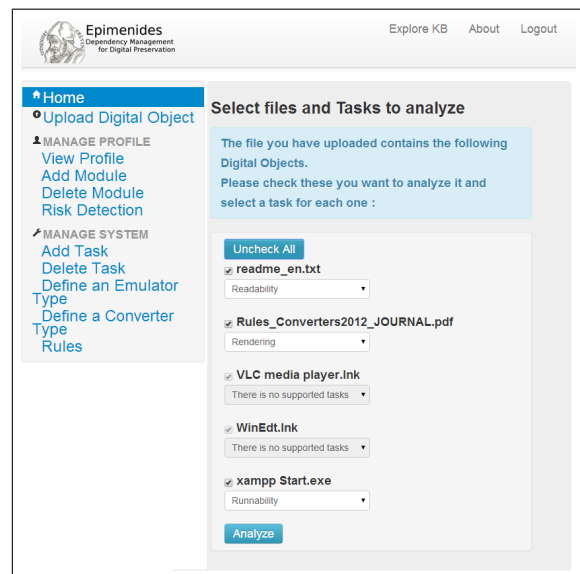 Epimenides
Dependency Management
for Digital Preservation
Explore KB About Logout
Home
Upload Digital Object
MANAGE PROFILE
View Profile
Add Module
Delete Module
Risk Detection
MANAGE SYSTEM
Add Task
Delete Task
Define an Emulator
Type
Define a Converter
Type
Rules
Select files and Tasks to analyze
The file you have uploaded contains the following
Digital Objects.
Please check these you want to analyze it and
select a task for each one :
Uncheck All
readme_en.txt
Readability
Rules_Converters2012_JOURNAL.pdf
Rendering
VLC media player.lnk
There is no supported tasks
WinEdt.lnk
There is no supported tasks
xampp Start.exe
Runnability
Analyze